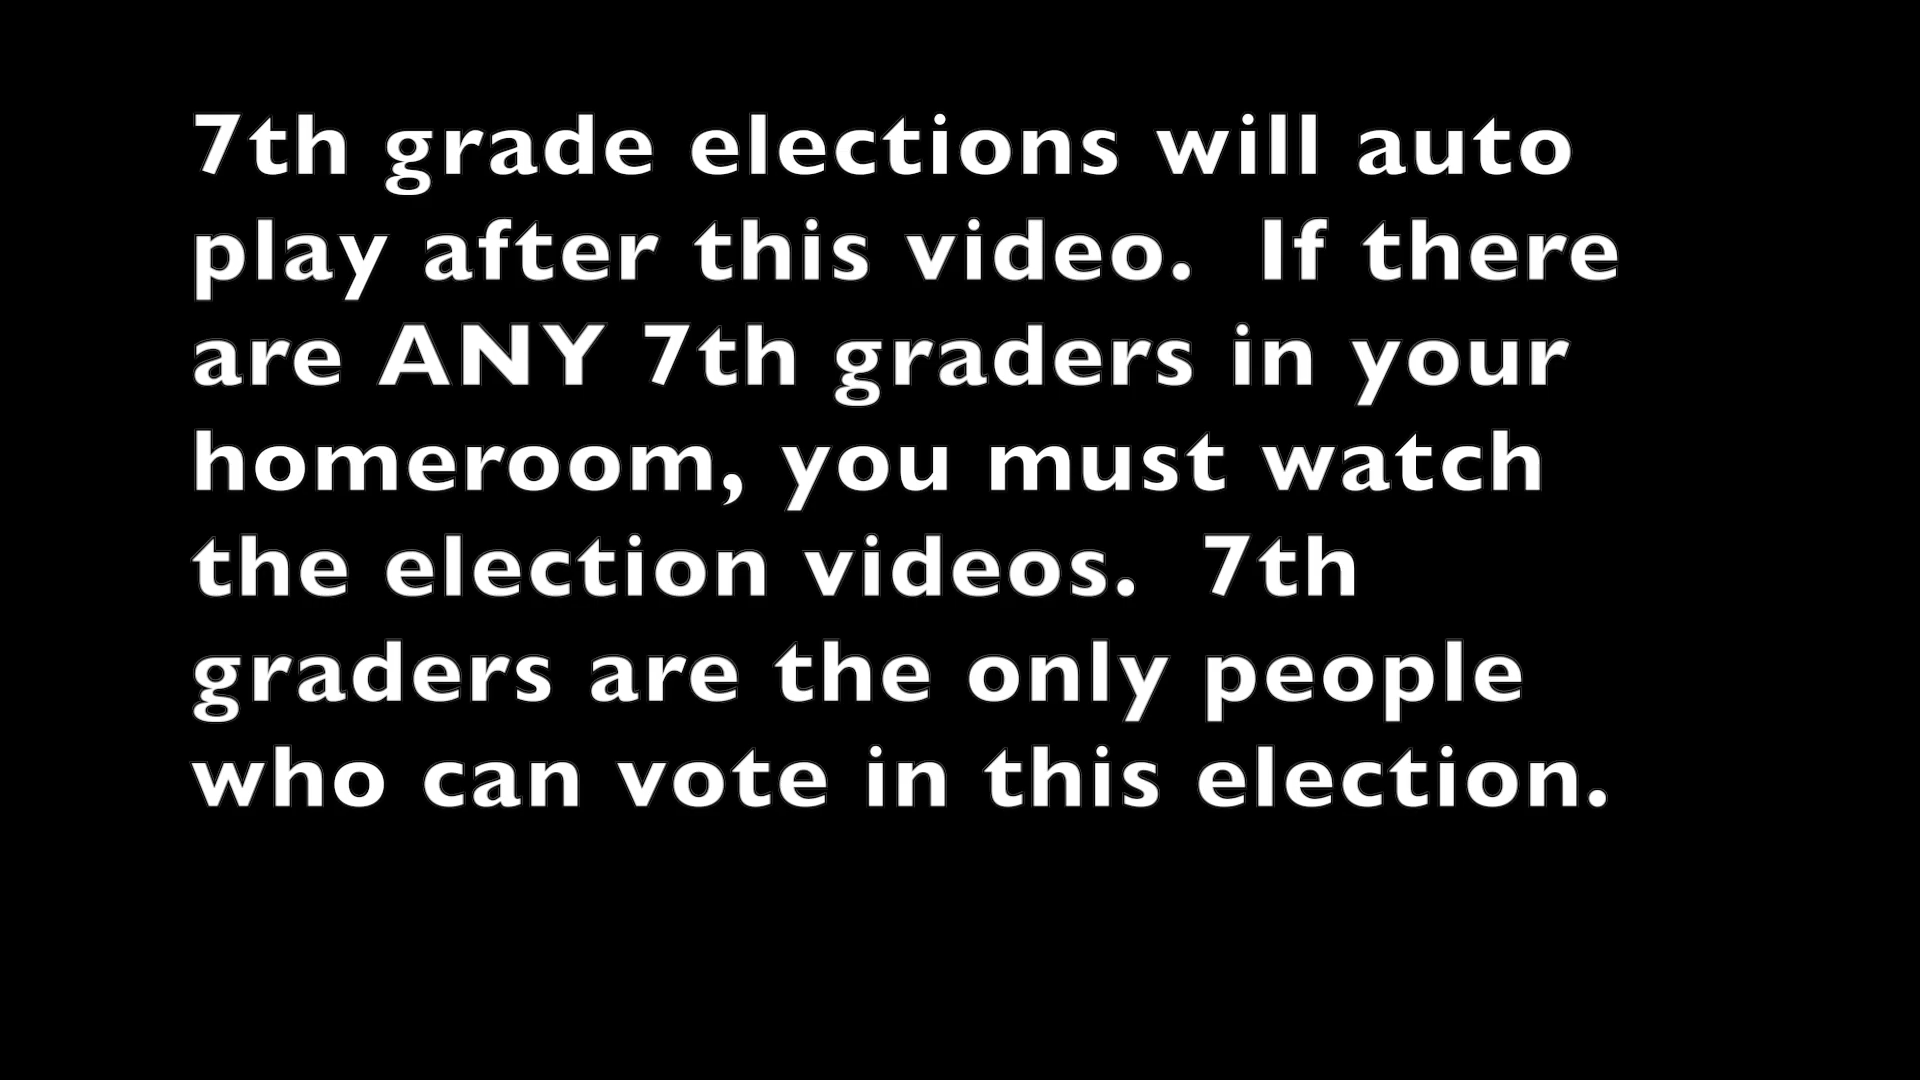 7th grade elections will auto
play after this video.  If there
are ANY 7th graders in your
homeroom, you must watch
the election videos.  7th
graders are the only people
who can vote in this election.